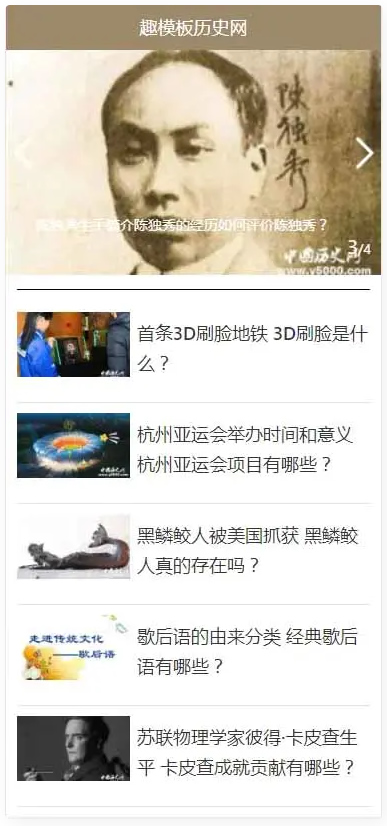 趣模板历史网
陈独秀
陈独秀生平简介陈独秀的经历如何评价陈独秀？
3/4
中国历史网
www.y5000.com
首条3D刷脸地铁 3D刷脸是什
么？
杭州亚运会举办时间和意义
杭州亚运会项目有哪些？
黑鳞鲛人被美国抓获 黑鳞鲛
人真的存在吗？
走进传统文化
——歇后语
歇后语的由来分类 经典歇后
语有哪些？
苏联物理学家彼得·卡皮查生
平 卡皮查成就贡献有哪些？